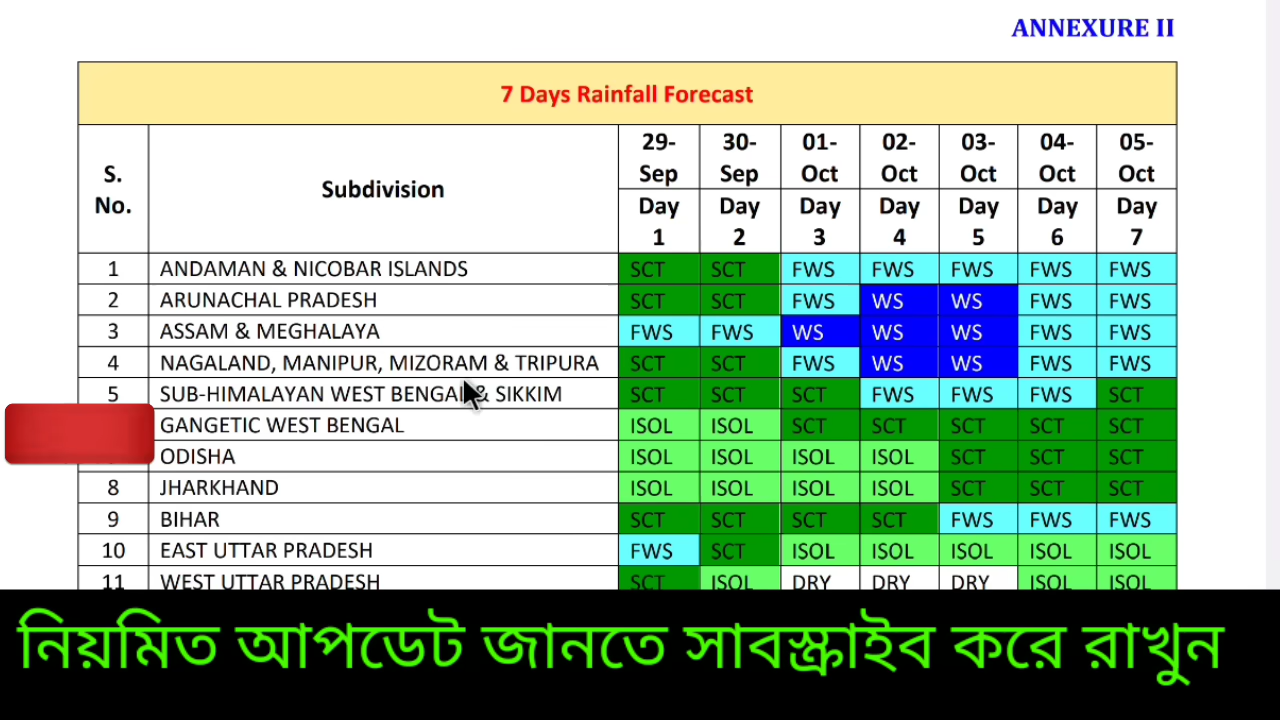 ANNEXURE II
7 Days Rainfall Forecast
S. No. Subdivision 29-Sep 30-Sep 01-Oct 02-Oct 03-Oct 04-Oct 05-Oct
Day 1 Day 2 Day 3 Day 4 Day 5 Day 6 Day 7
1 ANDAMAN & NICOBAR ISLANDS SCT SCT FWS FWS FWS FWS FWS
2 ARUNACHAL PRADESH SCT SCT FWS WS WS FWS FWS
3 ASSAM & MEGHALAYA FWS FWS WS WS WS FWS FWS
4 NAGALAND, MANIPUR, MIZORAM & TRIPURA SCT SCT FWS WS WS FWS FWS
5 SUB-HIMALAYAN WEST BENGAL & SIKKIM SCT SCT SCT FWS FWS FWS SCT
GANGETIC WEST BENGAL ISOL ISOL SCT SCT SCT SCT SCT
ODISHA ISOL ISOL ISOL ISOL SCT SCT SCT
8 JHARKHAND ISOL ISOL ISOL ISOL SCT SCT SCT
9 BIHAR SCT SCT SCT SCT FWS FWS FWS
10 EAST UTTAR PRADESH FWS SCT ISOL ISOL ISOL ISOL ISOL
11 WEST UTTAR PRADESH SCT ISOL DRY DRY DRY ISOL ISOL
নিয়মিত আপডেট জানতে সাবস্ক্রাইব করে রাখুন